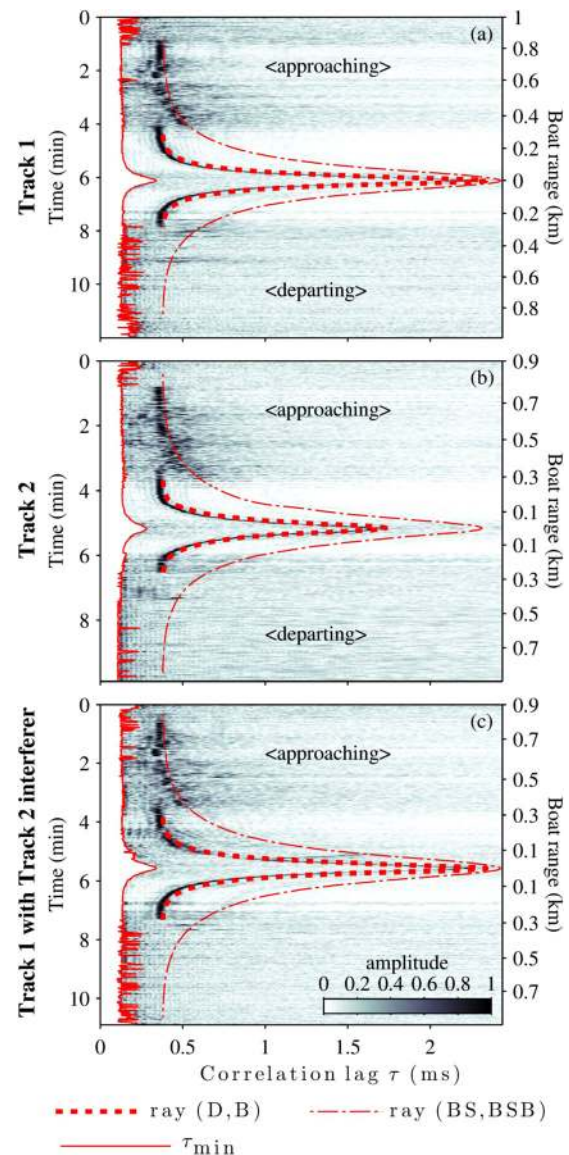 0
2
4
6
8
10
Track 1
Time (min)
(a)
<approaching>
<departing>
1
0.8
0.6
0.4
0.2
0
0.2
0.4
0.6
0.8
Boat range (km)
0
2
4
6
8
Track 2
Time (min)
(b)
<approaching>
<departing>
0.9
0.7
0.5
0.3
0.1
0.1
0.3
0.5
0.7
Boat range (km)
0
2
4
6
8
10
Track 1 with Track 2 interferer
Time (min)
(c)
<approaching>
amplitude
0 0.2 0.4 0.6 0.8 1
0.9
0.7
0.5
0.3
0.1
0.1
0.3
0.5
0.7
Boat range (km)
0 0.5 1 1.5 2
Correlation lag τ (ms)
ray (D,B) ray (BS,BSB)
τmin